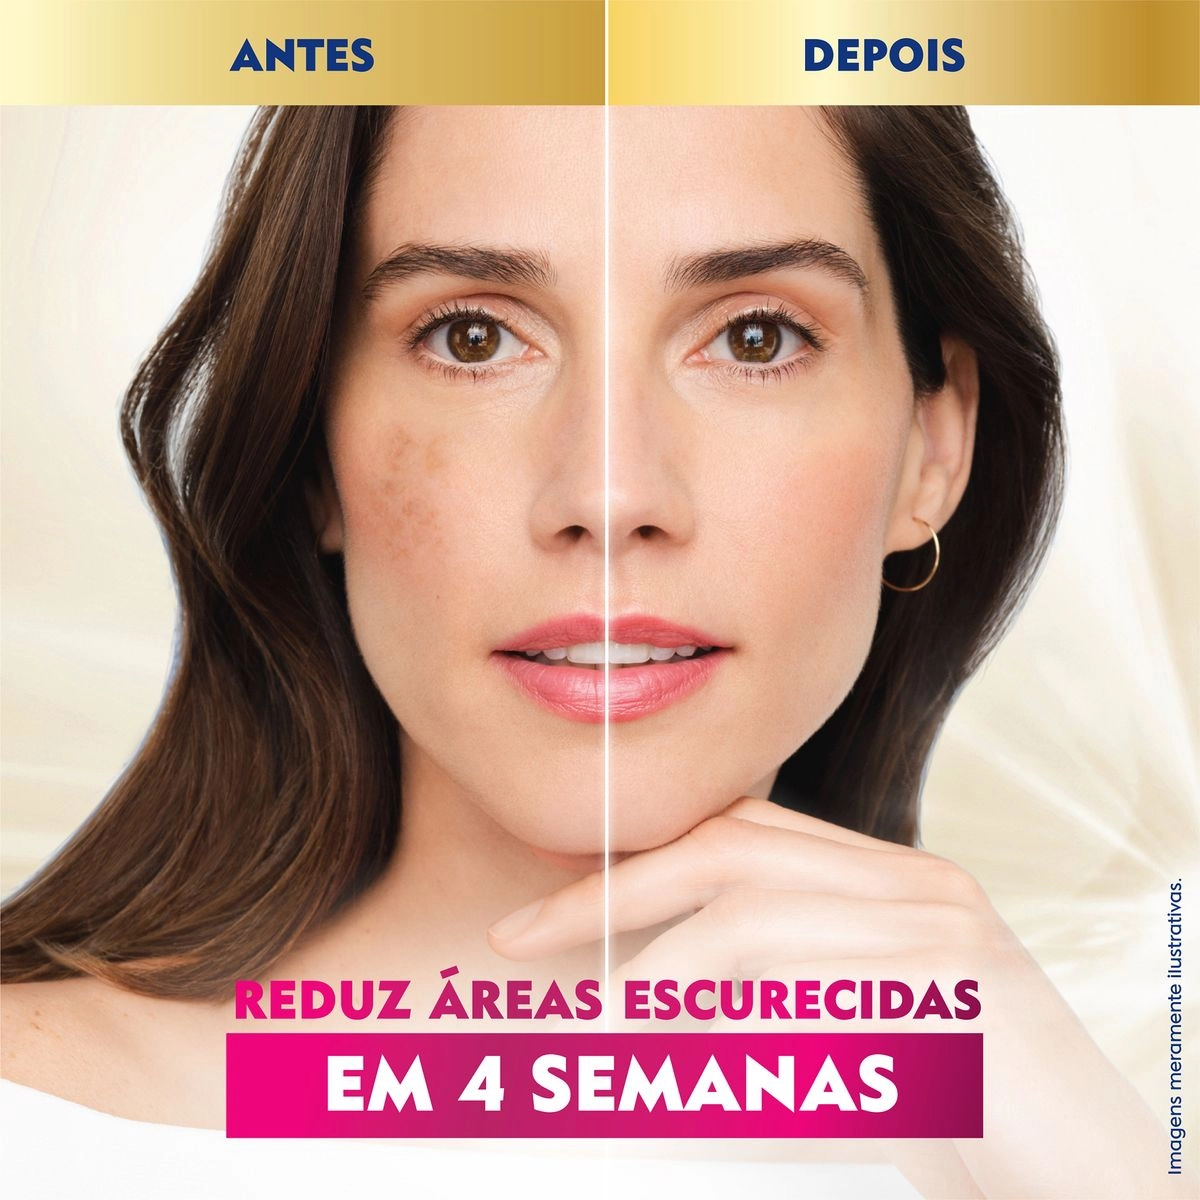 ANTES
DEPOIS
REDUZ ÁREAS ESCURECIDAS
EM 4 SEMANAS
Imagens meramente ilustrativas.